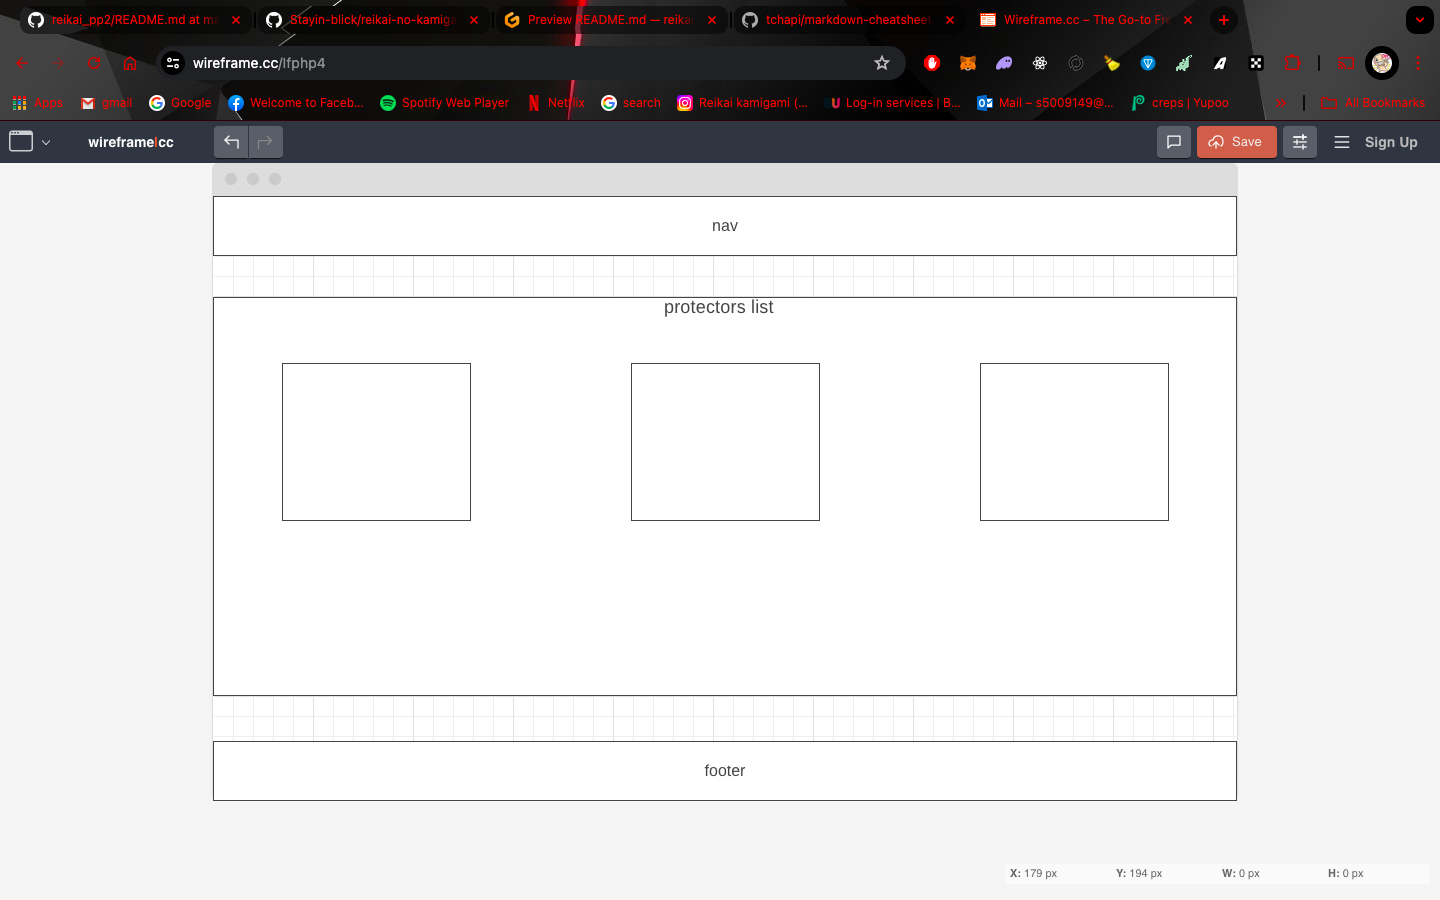 reikai_pp2/README.md at ma
Stayin-blick/reikai-no-kamiga
Preview README.md — reikai
tchapi/markdown-cheatsheet
Wireframe.cc – The Go-to Fre
wireframe.cc/lfphp4
Apps
gmail
Google
Welcome to Faceb...
Spotify Web Player
Netflix
search
Reikai kamigami (...
Log-In services | B...
Mail – s5009149@...
creps | Yupoo
All Bookmarks
wireframe|cc
Save
Sign Up
nav
protectors list
footer
X: 179 px Y: 194 px W: 0 px H: 0 px